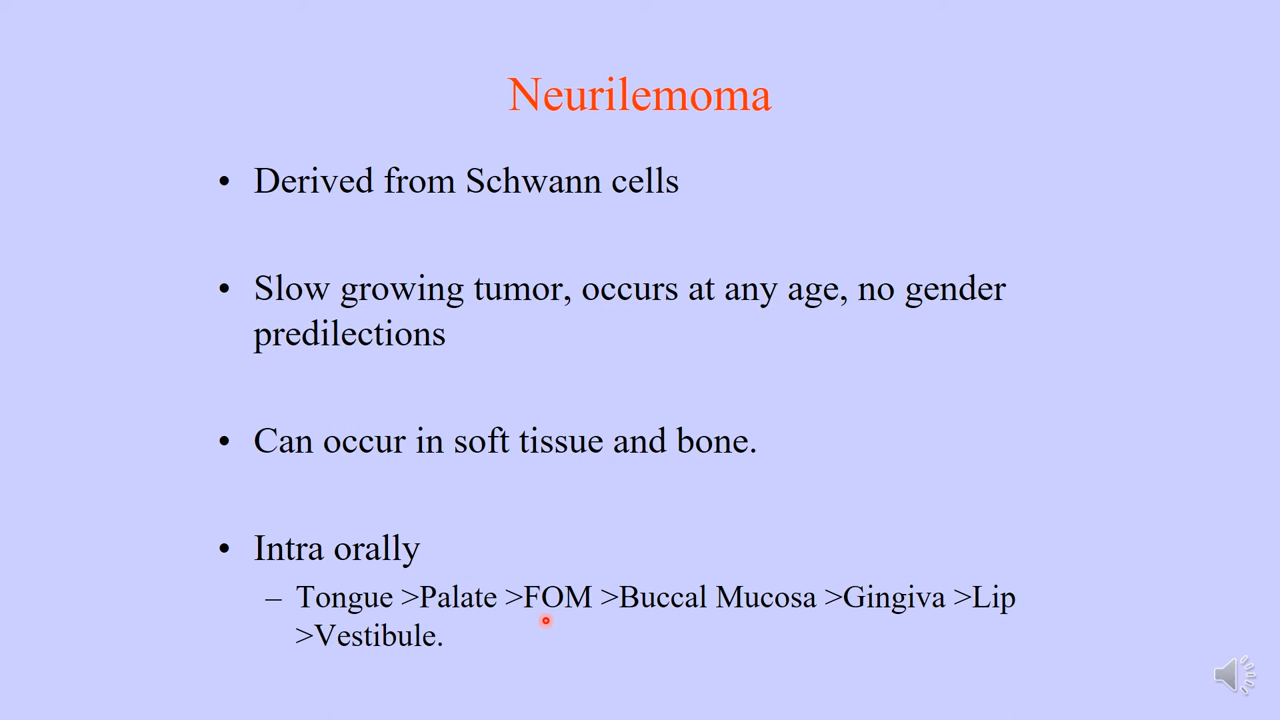 Neurilemoma
• Derived from Schwann cells
• Slow growing tumor, occurs at any age, no gender
predilections
• Can occur in soft tissue and bone.
• Intra orally
– Tongue >Palate >FOM >Buccal Mucosa >Gingiva >Lip
>Vestibule.